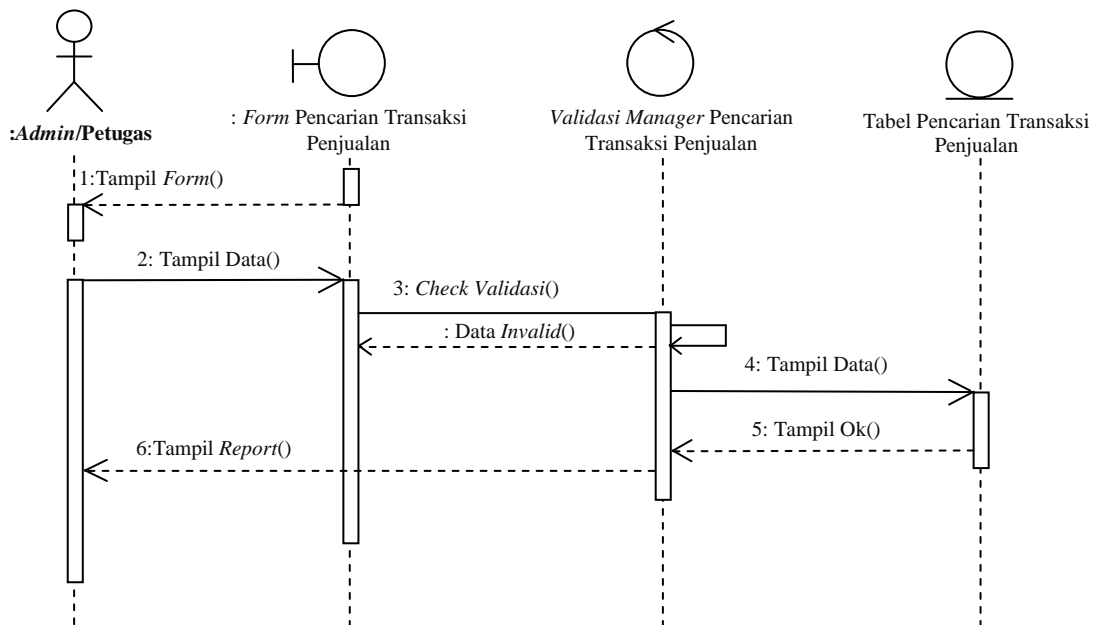 :Admin/Petugas
: Form Pencarian Transaksi
Penjualan
Validasi Manager Pencarian
Transaksi Penjualan
Tabel Pencarian Transaksi
Penjualan
1:Tampil Form()
2: Tampil Data()
3: Check Validasi()
: Data Invalid()
4: Tampil Data()
5: Tampil Ok()
6:Tampil Report()